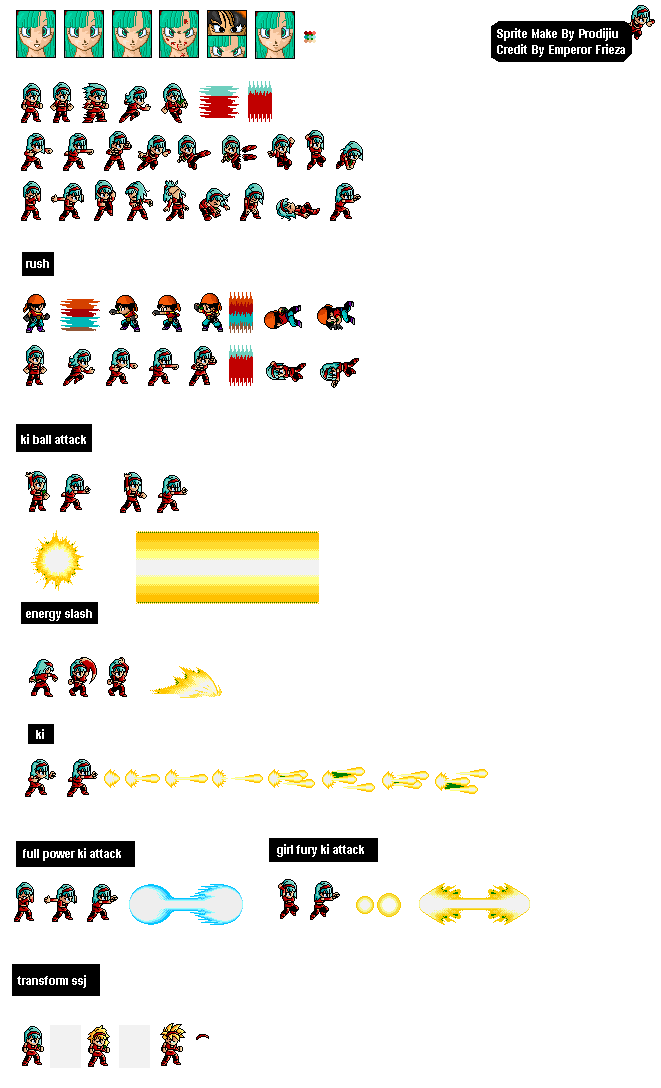 Sprite Make By Prodijiu
Credit By Emperor Frieza
rush
ki ball attack
energy slash
ki
full power ki attack
girl fury ki attack
transform ssj